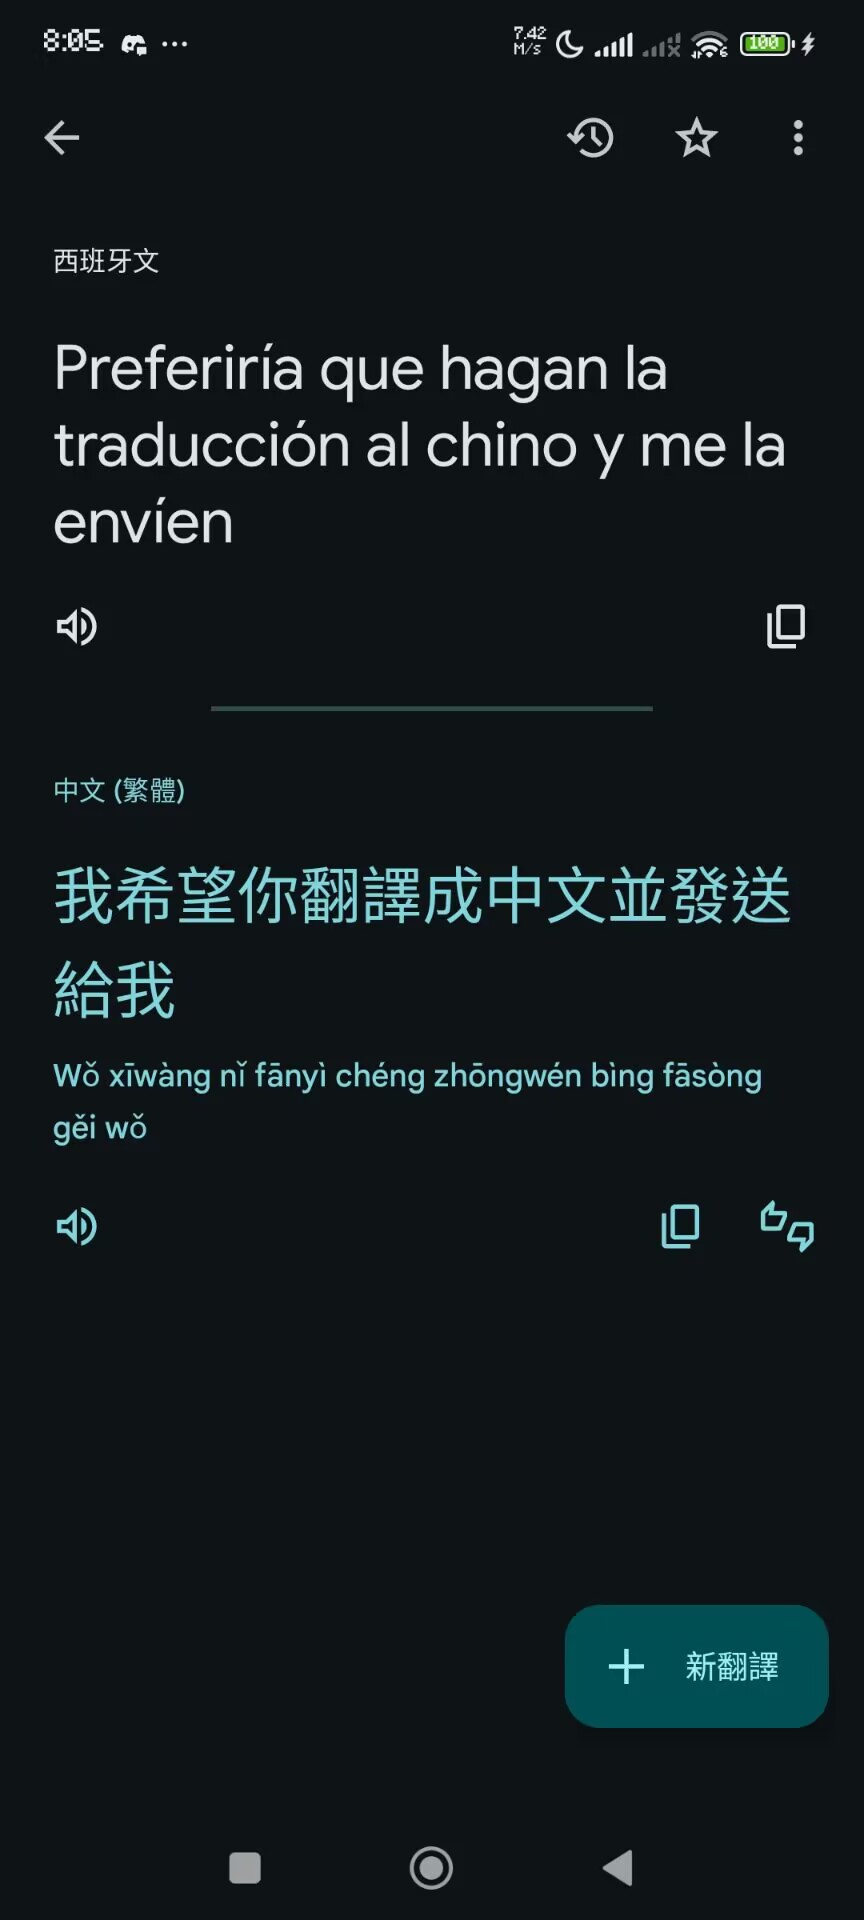 8:05
7.42
M/s
6
100
西班牙文
Preferiría que hagan la
traducción al chino y me la
envíen
中文 (繁體)
我希望你翻譯成中文並發送
給我
Wǒ xīwàng nǐ fānyì chéng zhōngwén bìng fāsòng
gěi wǒ
新翻譯